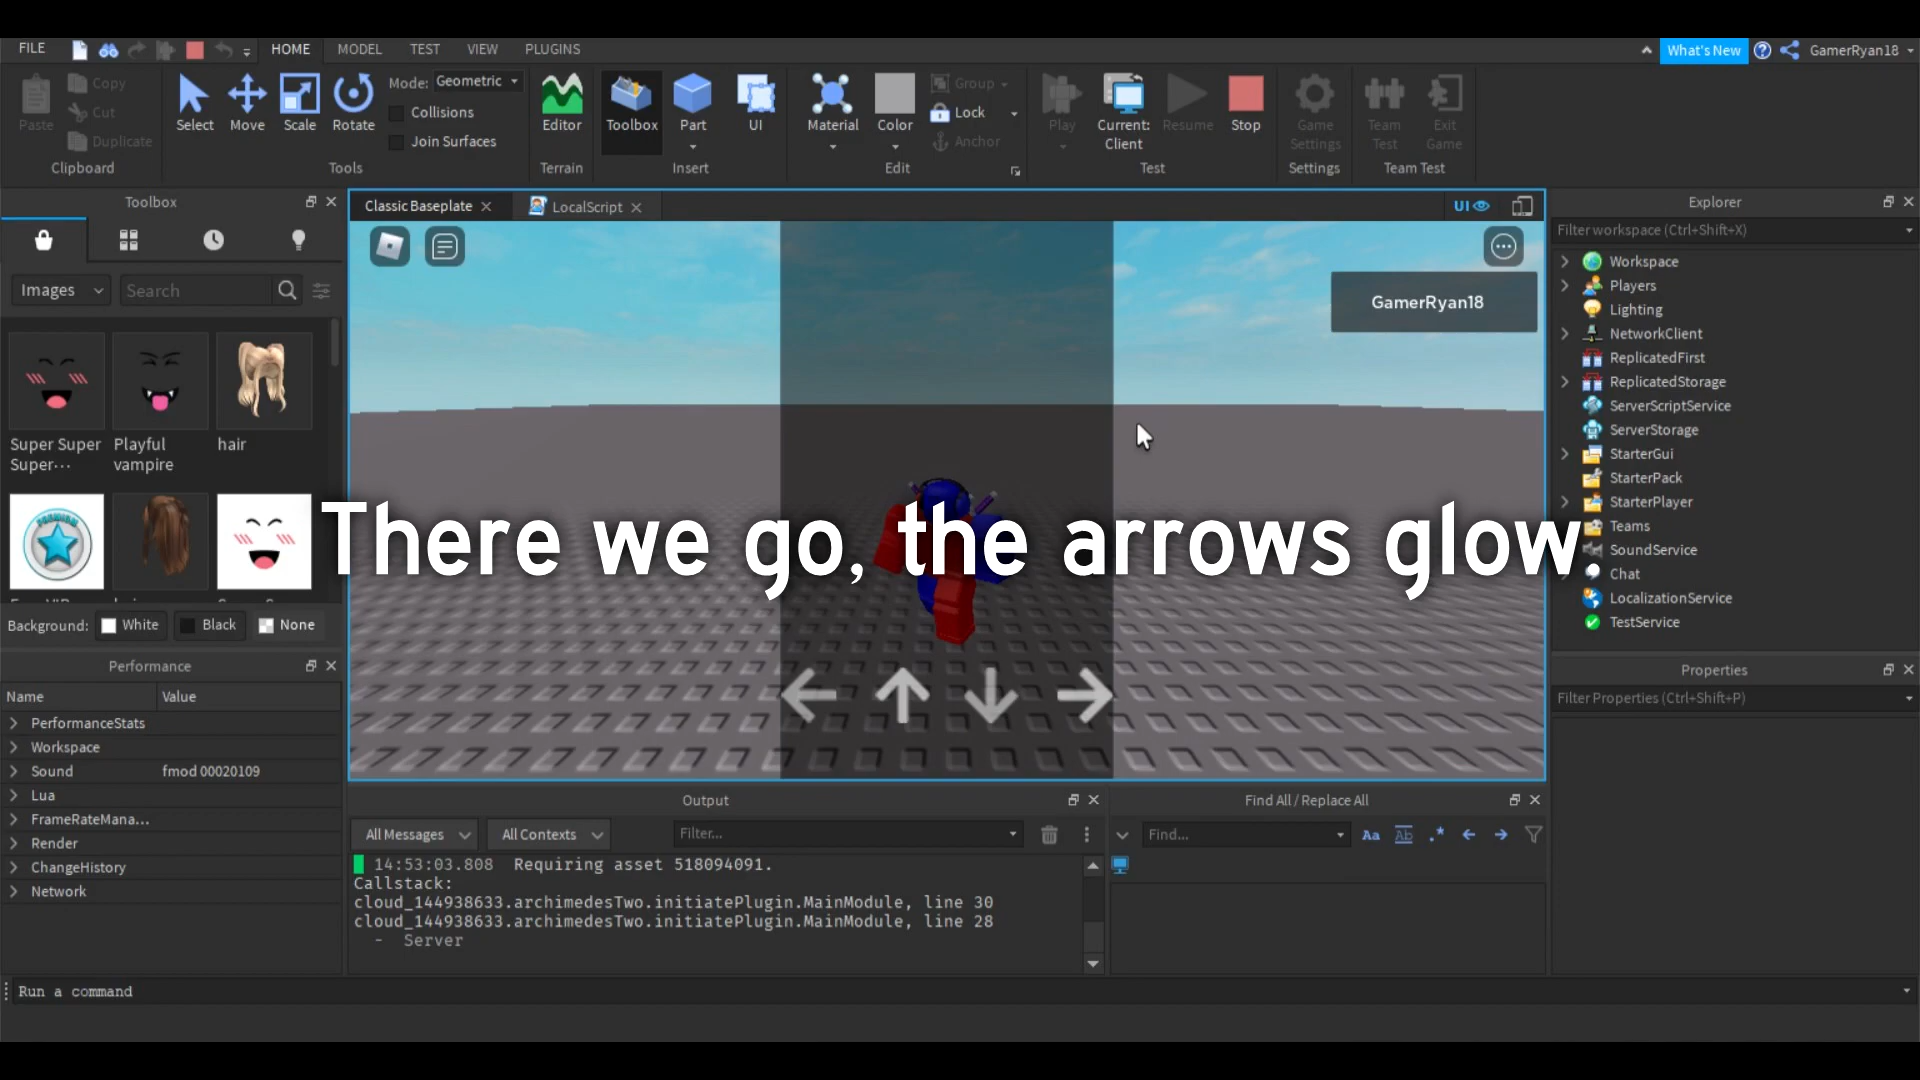 FILE
HOME
MODEL
TEST
VIEW
PLUGINS
What's New
GamerRyan18
Paste
Copy
Cut
Duplicate
Clipboard
Select
Move
Scale
Rotate
Mode: Geometric
Collisions
Join Surfaces
Tools
Editor
Terrain
Toolbox
Part
UI
Insert
Material
Color
Group
Lock
Anchor
Edit
Play
Current: Client
Resume
Stop
Test
Game Settings
Settings
Team Test
Exit Game
Team Test
Toolbox
Images
Search
Super Super
Super...
Playful
vampire
hair
PREMIUM
Background:
White
Black
None
Performance
Name
Value
PerformanceStats
Workspace
Sound
fmod 00020109
Lua
FrameRateMana...
Render
ChangeHistory
Network
Classic Baseplate
LocalScript
UI
GamerRyan18
There we go, the arrows glow.
Output
All Messages
All Contexts
Filter...
14:53:03.808 Requiring asset 518094091.
Callstack:
cloud_144938633.archimedesTwo.initiatePlugin.MainModule, line 30
cloud_144938633.archimedesTwo.initiatePlugin.MainModule, line 28
- Server
Find All / Replace All
Find...
Aa
Ab
.*
Explorer
Filter workspace (Ctrl+Shift+X)
Workspace
Players
Lighting
NetworkClient
ReplicatedFirst
ReplicatedStorage
ServerScriptService
ServerStorage
StarterGui
StarterPack
StarterPlayer
Teams
SoundService
Chat
LocalizationService
TestService
Properties
Filter Properties (Ctrl+Shift+P)
Run a command